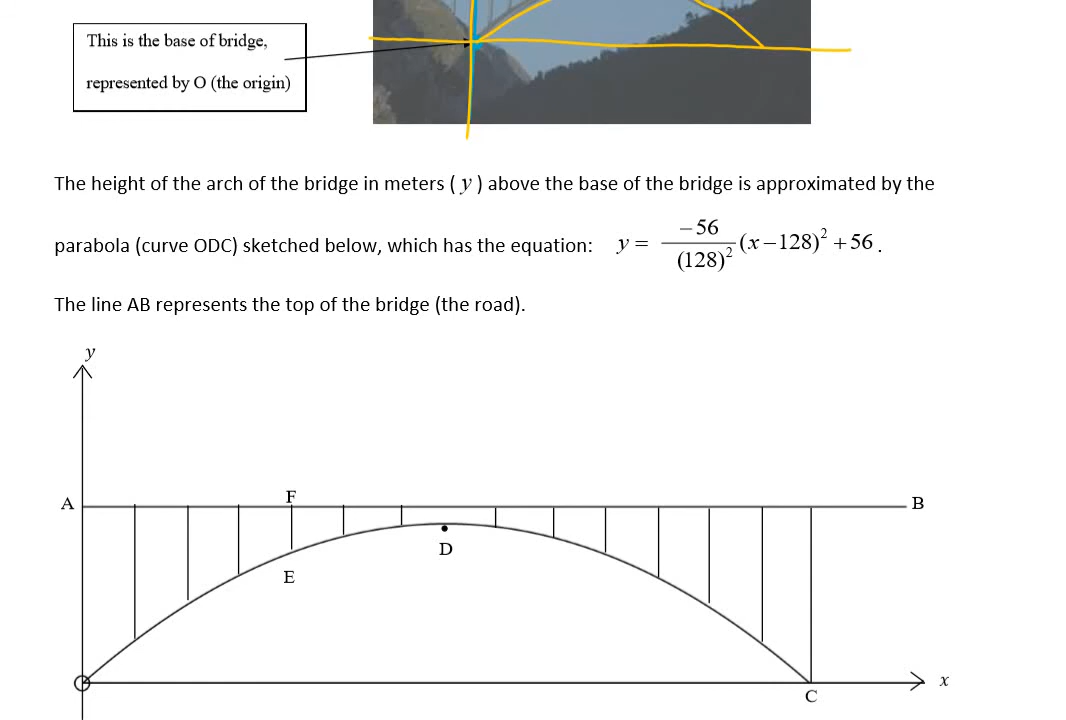 This is the base of bridge,
represented by O (the origin)
The height of the arch of the bridge in meters ( y ) above the base of the bridge is approximated by the
parabola (curve ODC) sketched below, which has the equation: y = −56/(128)² (x−128)² + 56 .
The line AB represents the top of the bridge (the road).
y
A F B
D
E
x
C